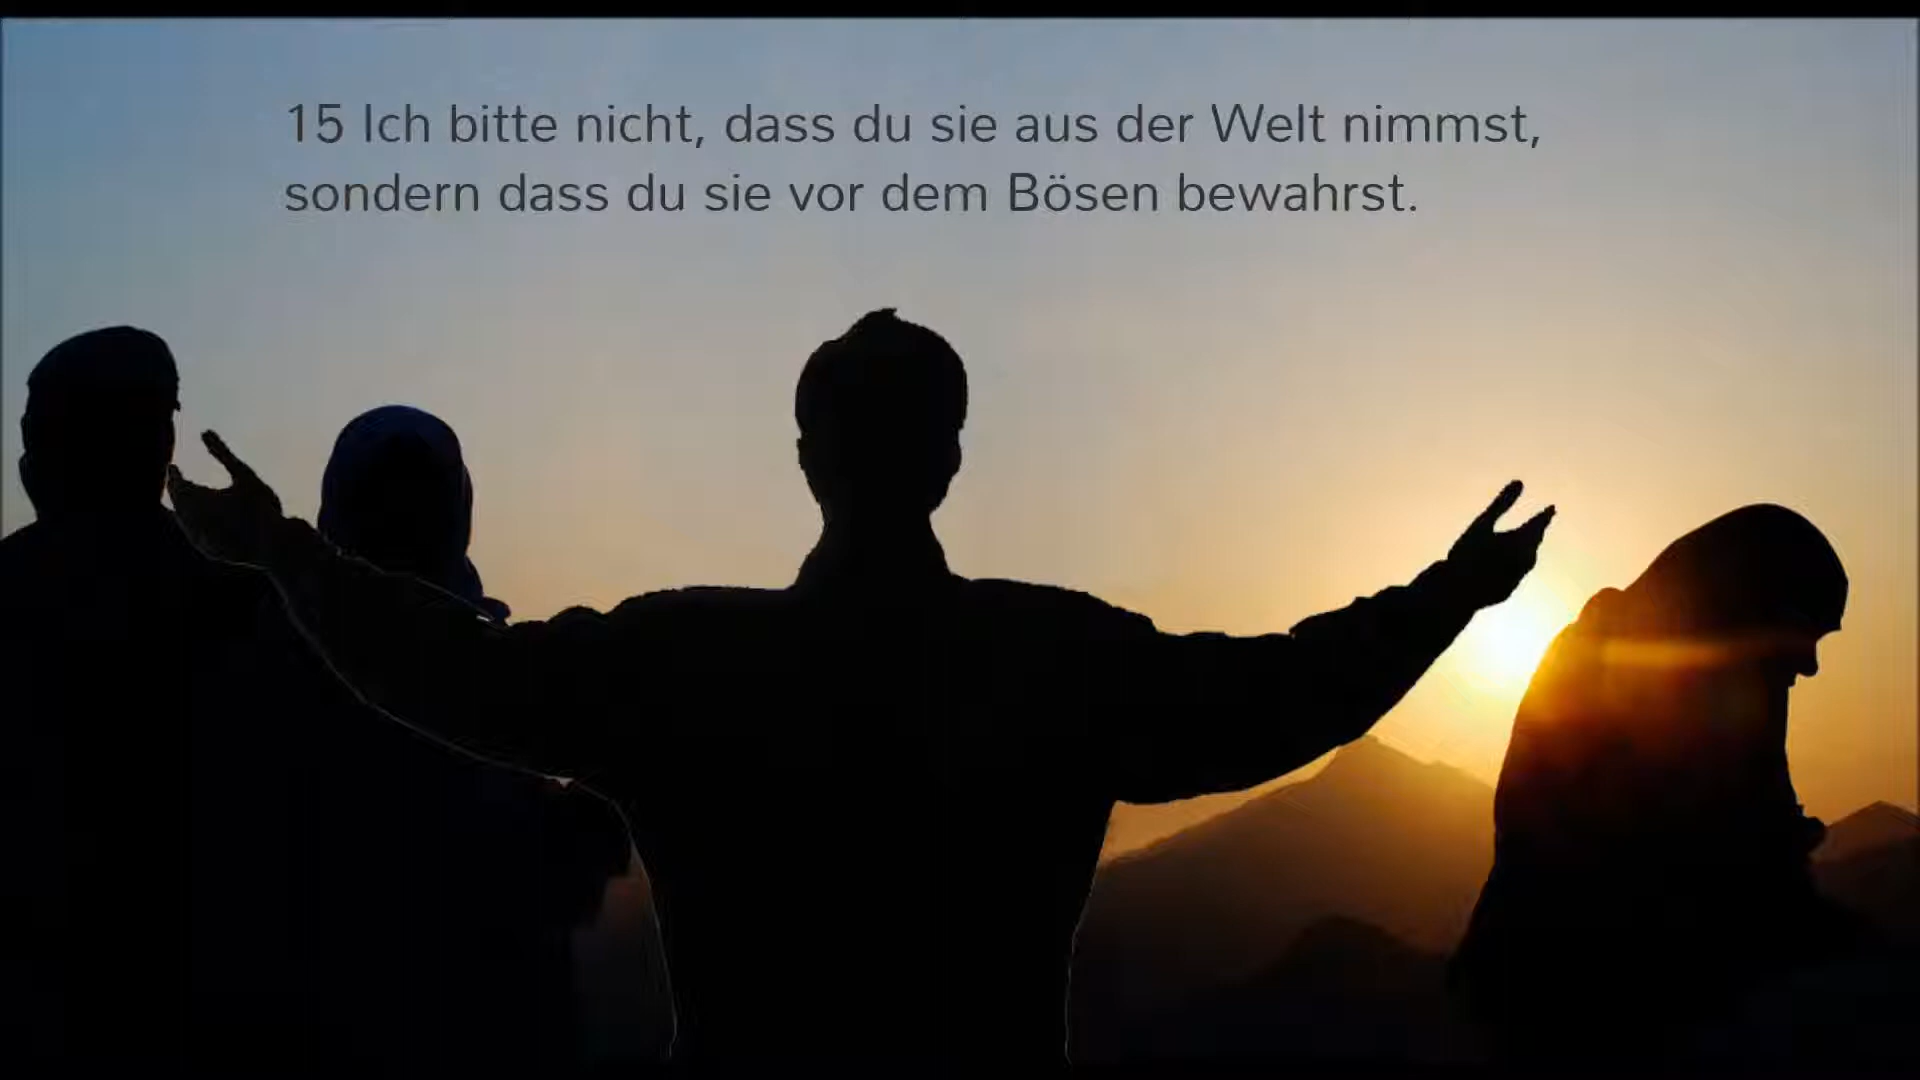 15 Ich bitte nicht, dass du sie aus der Welt nimmst,
sondern dass du sie vor dem Bösen bewahrst.